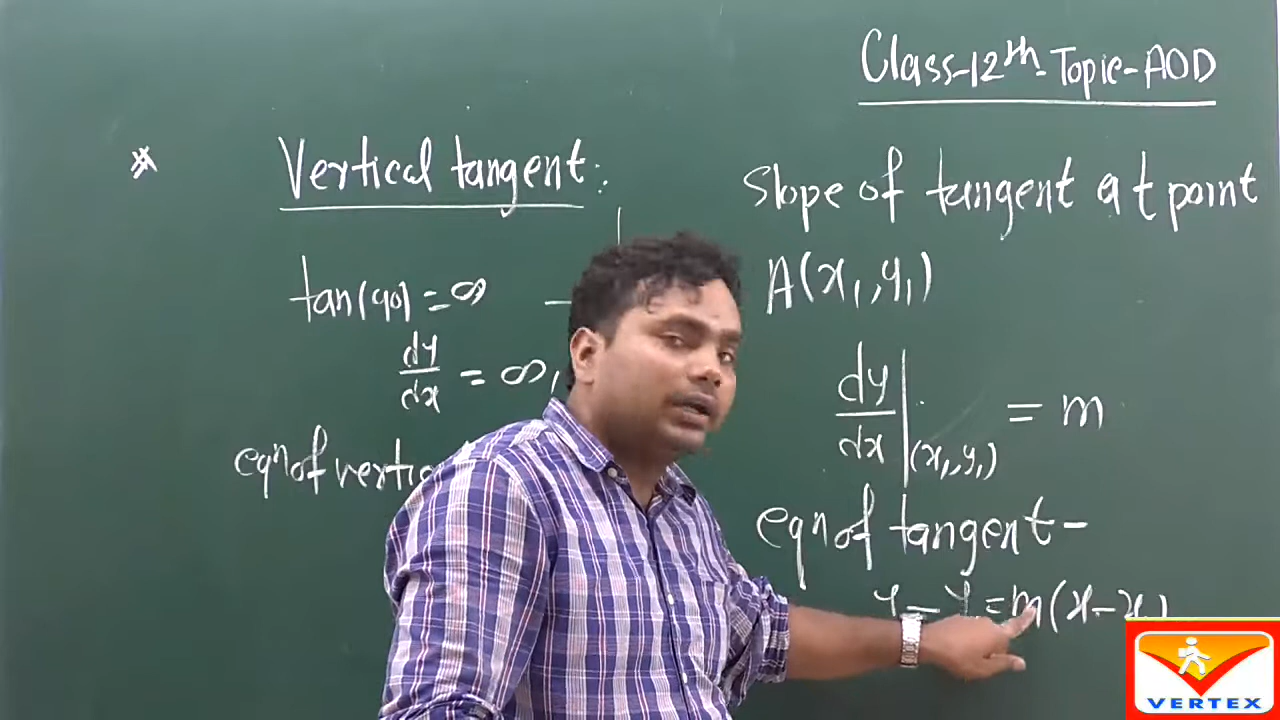 Class-12th-Topic-AOD
* Vertical tangent:
tan(90) = ∞
dy/dx = ∞,
eqn of vertic
Slope of tangent at point
A(x₁, y₁)
dy/dx|(x₁, y₁) = m
eqn of tangent -
y - y = m(x - x₁)
VERTEX